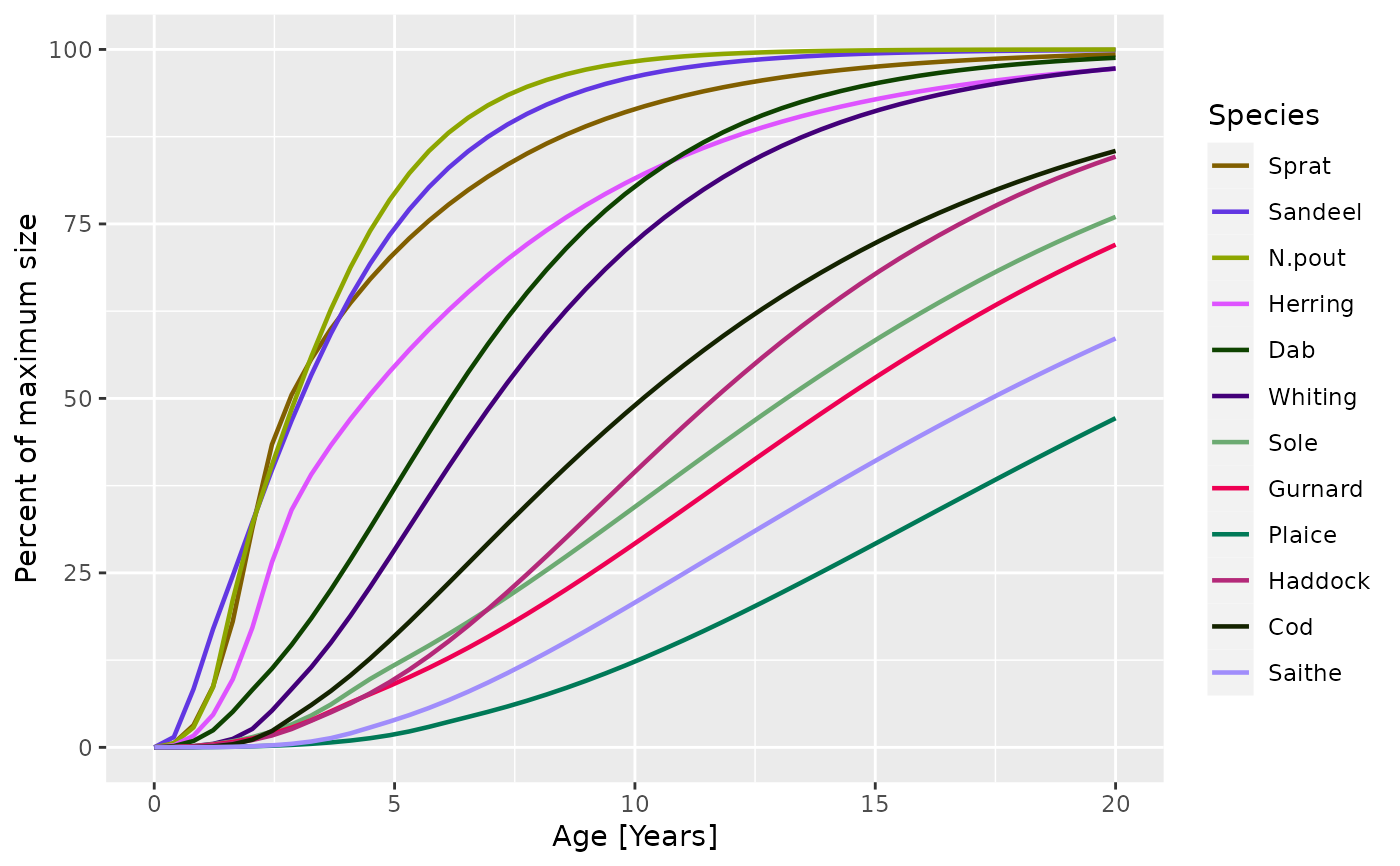 Percent of maximum size
100
75
50
25
0
0 5 10 15 20
Age [Years]
Species
Sprat
Sandeel
N.pout
Herring
Dab
Whiting
Sole
Gurnard
Plaice
Haddock
Cod
Saithe